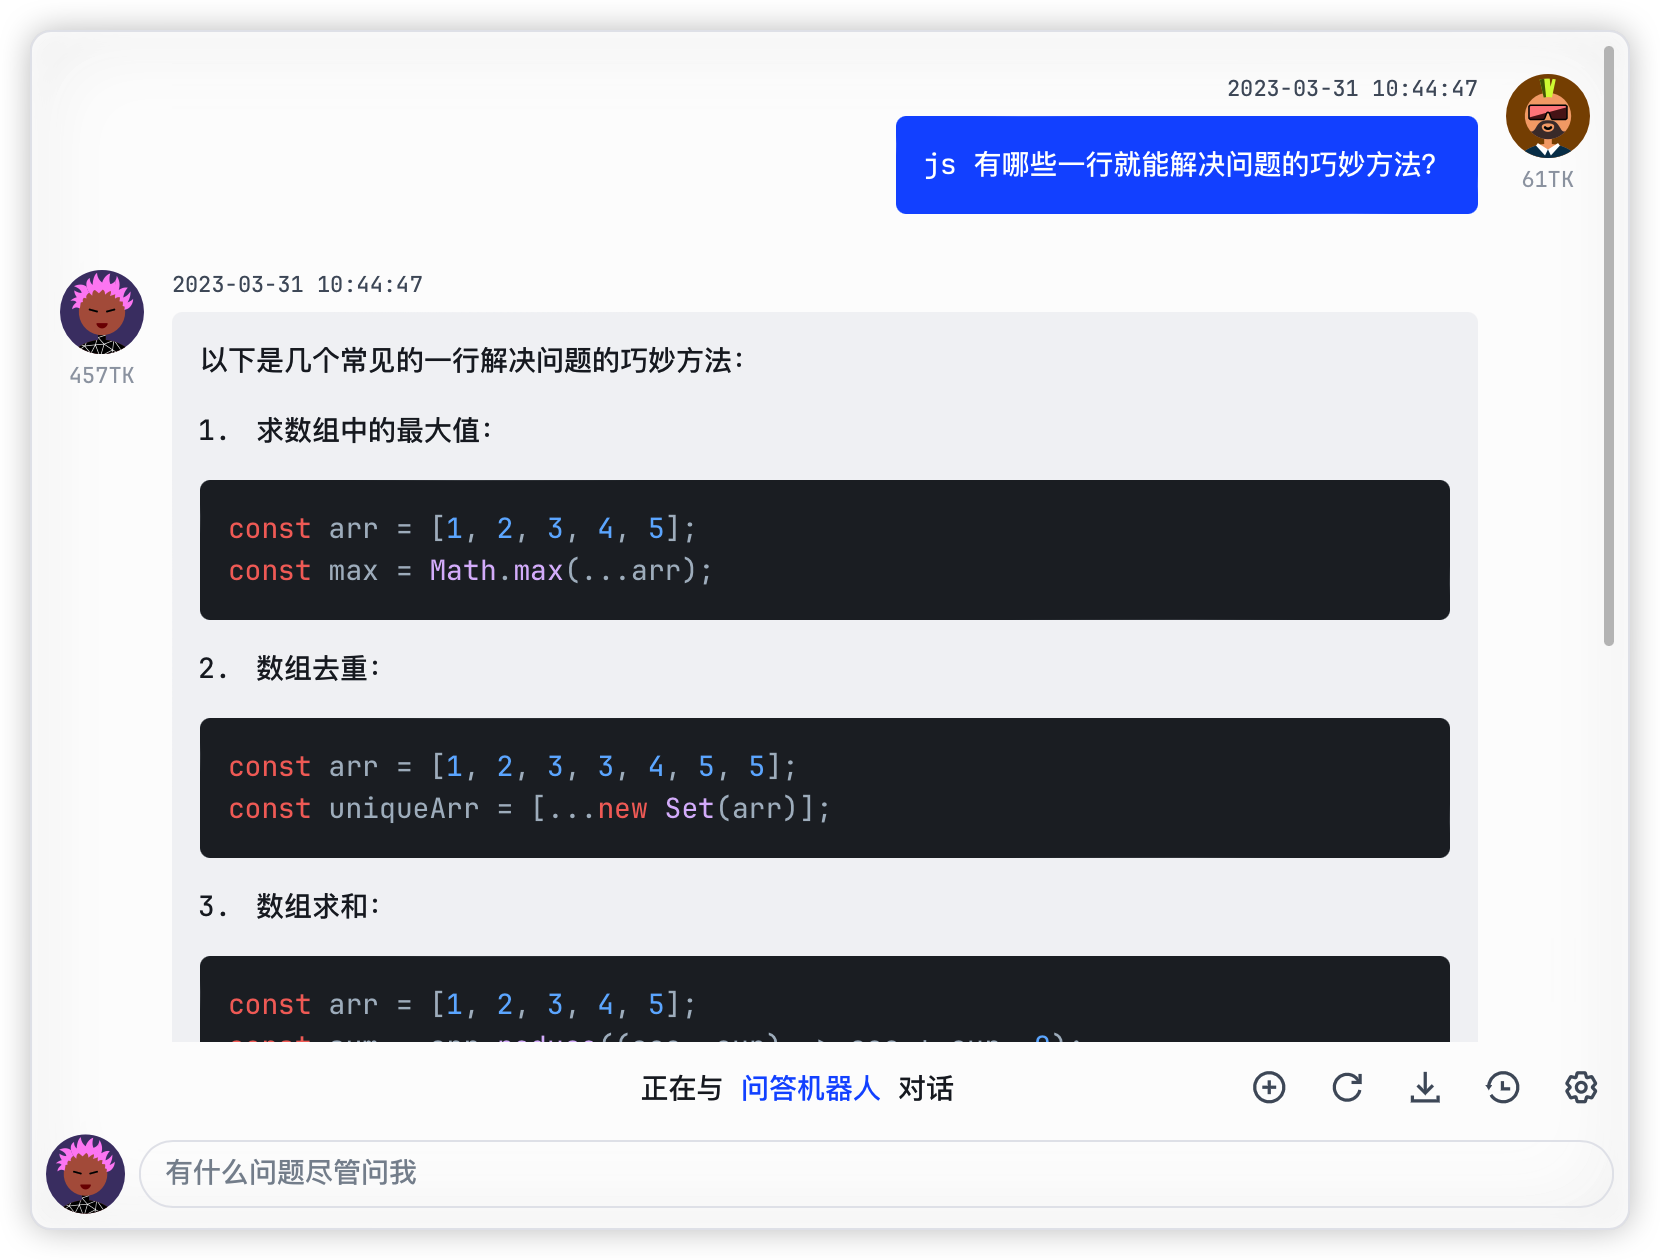 2023-03-31 10:44:47
js 有哪些一行就能解决问题的巧妙方法?
61TK
2023-03-31 10:44:47
457TK
以下是几个常见的一行解决问题的巧妙方法:
1. 求数组中的最大值:
const arr = [1, 2, 3, 4, 5];
const max = Math.max(...arr);
2. 数组去重:
const arr = [1, 2, 3, 3, 4, 5, 5];
const uniqueArr = [...new Set(arr)];
3. 数组求和:
const arr = [1, 2, 3, 4, 5];
正在与 问答机器人 对话
有什么问题尽管问我